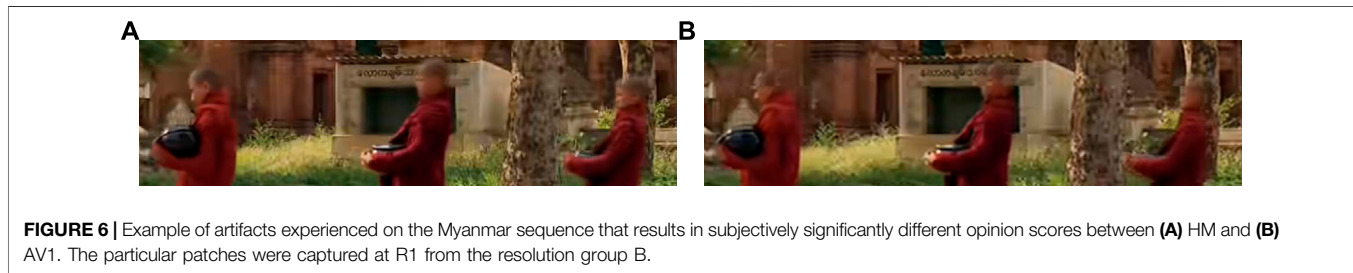 A
B
FIGURE 6 | Example of artifacts experienced on the Myanmar sequence that results in subjectively significantly different opinion scores between (A) HM and (B)
AV1. The particular patches were captured at R1 from the resolution group B.